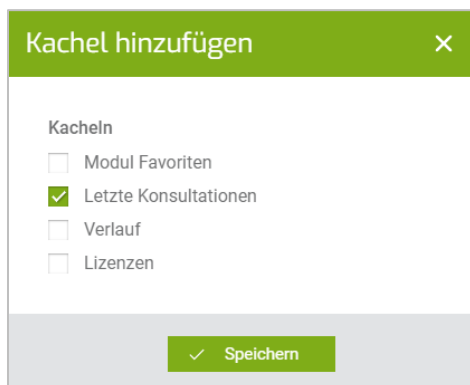 Kachel hinzufügen
Kacheln
Modul Favoriten
Letzte Konsultationen
Verlauf
Lizenzen
Speichern